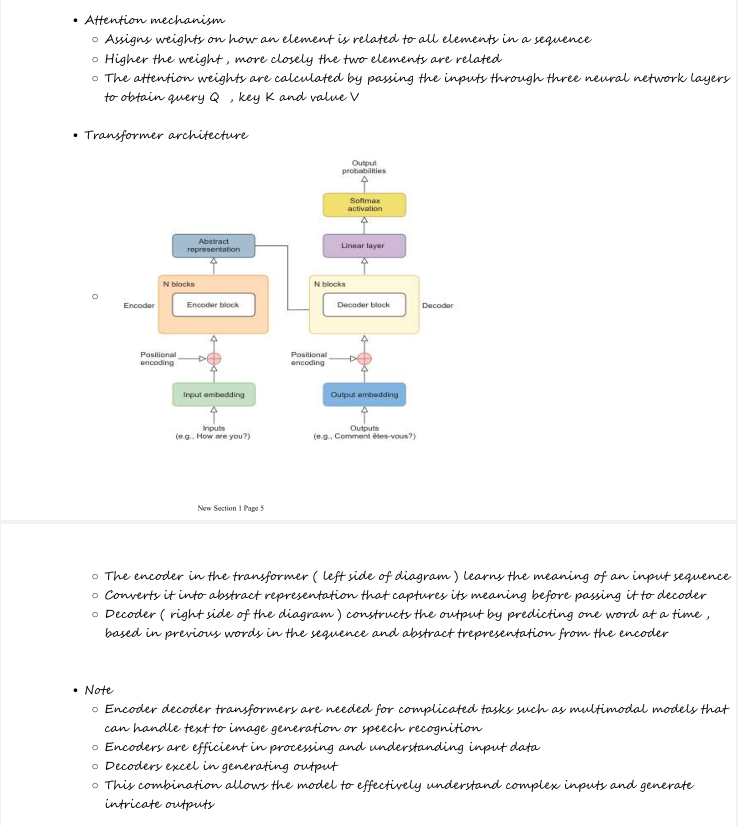 • Attention mechanism
○ Assigns weights on how an element is related to all elements in a sequence
○ Higher the weight , more closely the two elements are related
○ The attention weights are calculated by passing the inputs through three neural network layers
to obtain query Q , key K and value V
• Transformer architecture
Output
probabilities
Softmax
activation
Abstract
representation
Linear layer
N blocks
N blocks
Encoder
Encoder block
Decoder block
Decoder
Positional
encoding
Positional
encoding
Input embedding
Output embedding
Inputs
(e.g., How are you?)
Outputs
(e.g., Comment êtes-vous?)
New Section 1 Page 5
○ The encoder in the transformer ( left side of diagram ) learns the meaning of an input sequence
○ Converts it into abstract representation that captures its meaning before passing it to decoder
○ Decoder ( right side of the diagram ) constructs the output by predicting one word at a time ,
based in previous words in the sequence and abstract trepresentation from the encoder
• Note
○ Encoder decoder transformers are needed for complicated tasks such as multimodal models that
can handle text to image generation or speech recognition
○ Encoders are efficient in processing and understanding input data
○ Decoders excel in generating output
○ This combination allows the model to effectively understand complex inputs and generate
intricate outputs